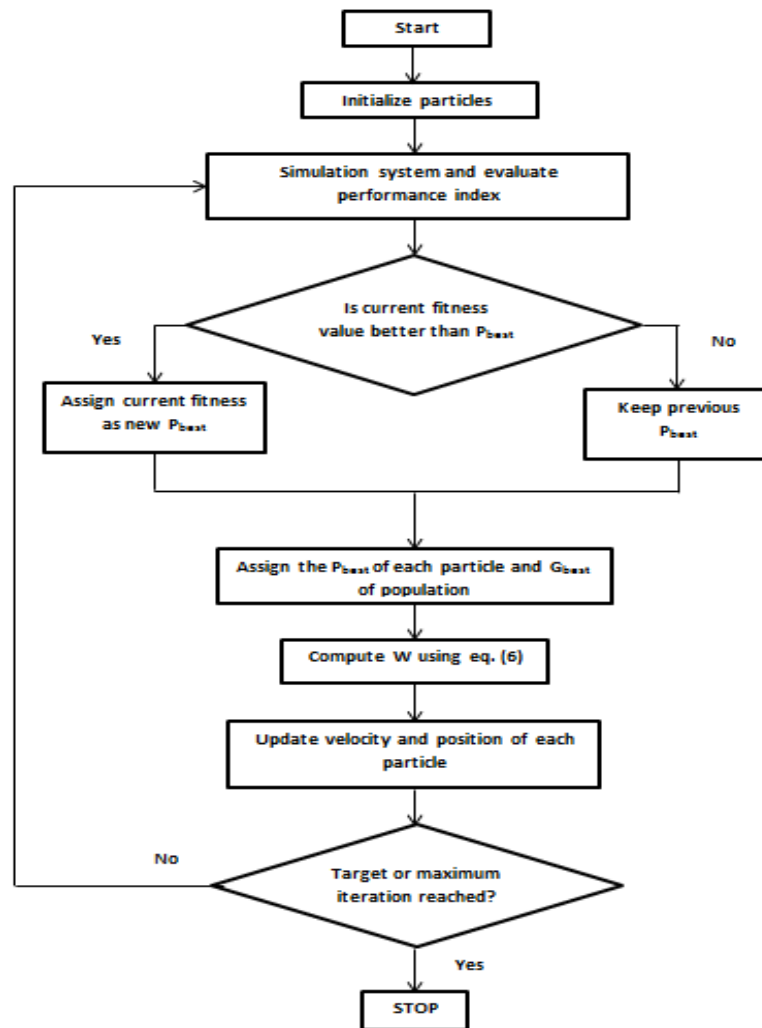 Start
Initialize particles
Simulation system and evaluate
performance index
Is current fitness
value better than Pbest
Yes
No
Assign current fitness
as new Pbest
Keep previous
Pbest
Assign the Pbest of each particle and Gbest
of population
Compute W using eq. (6)
Update velocity and position of each
particle
No
Target or maximum
iteration reached?
Yes
STOP